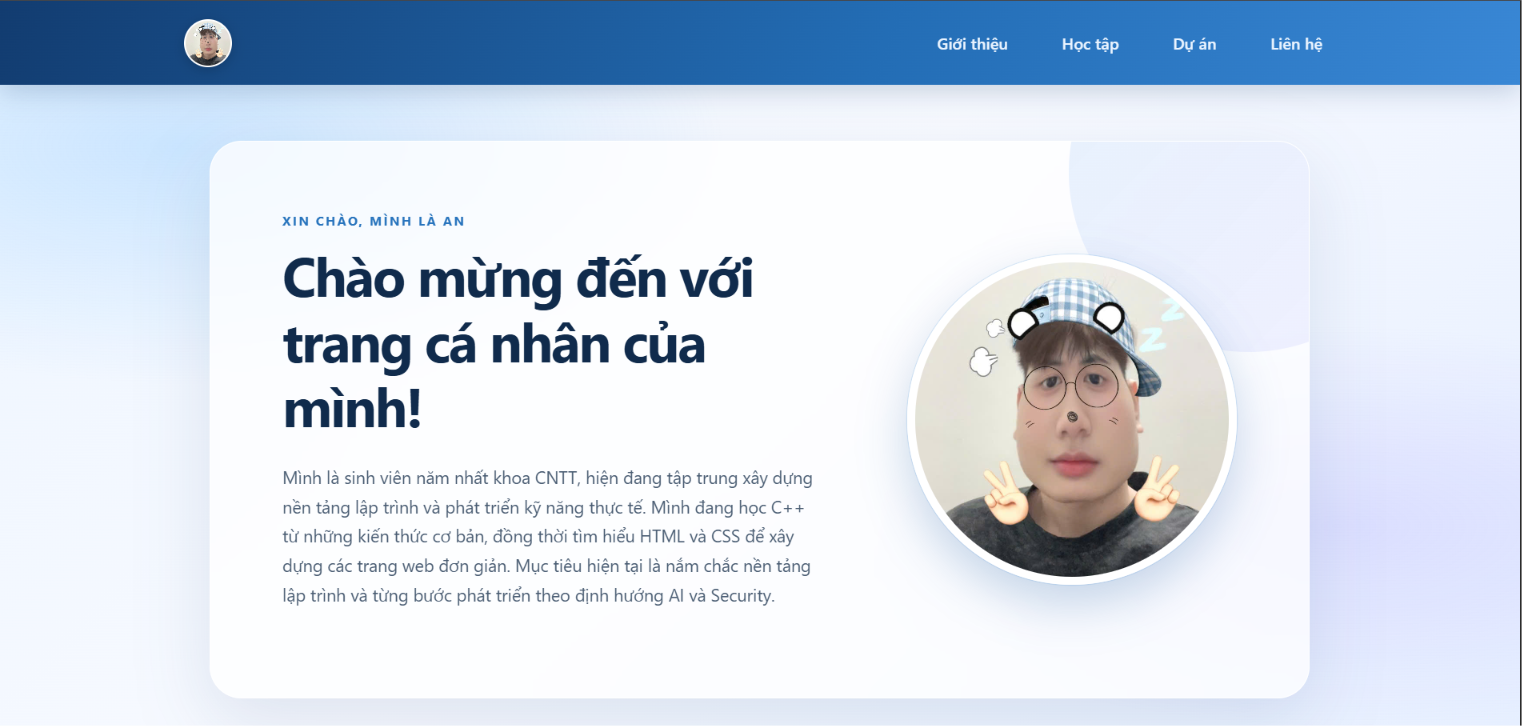 Giới thiệu
Học tập
Dự án
Liên hệ
XIN CHÀO, MÌNH LÀ AN
Chào mừng đến với
trang cá nhân của
mình!
Mình là sinh viên năm nhất khoa CNTT, hiện đang tập trung xây dựng
nền tảng lập trình và phát triển kỹ năng thực tế. Mình đang học C++
từ những kiến thức cơ bản, đồng thời tìm hiểu HTML và CSS để xây
dựng các trang web đơn giản. Mục tiêu hiện tại là nắm chắc nền tảng
lập trình và từng bước phát triển theo định hướng AI và Security.
z
z